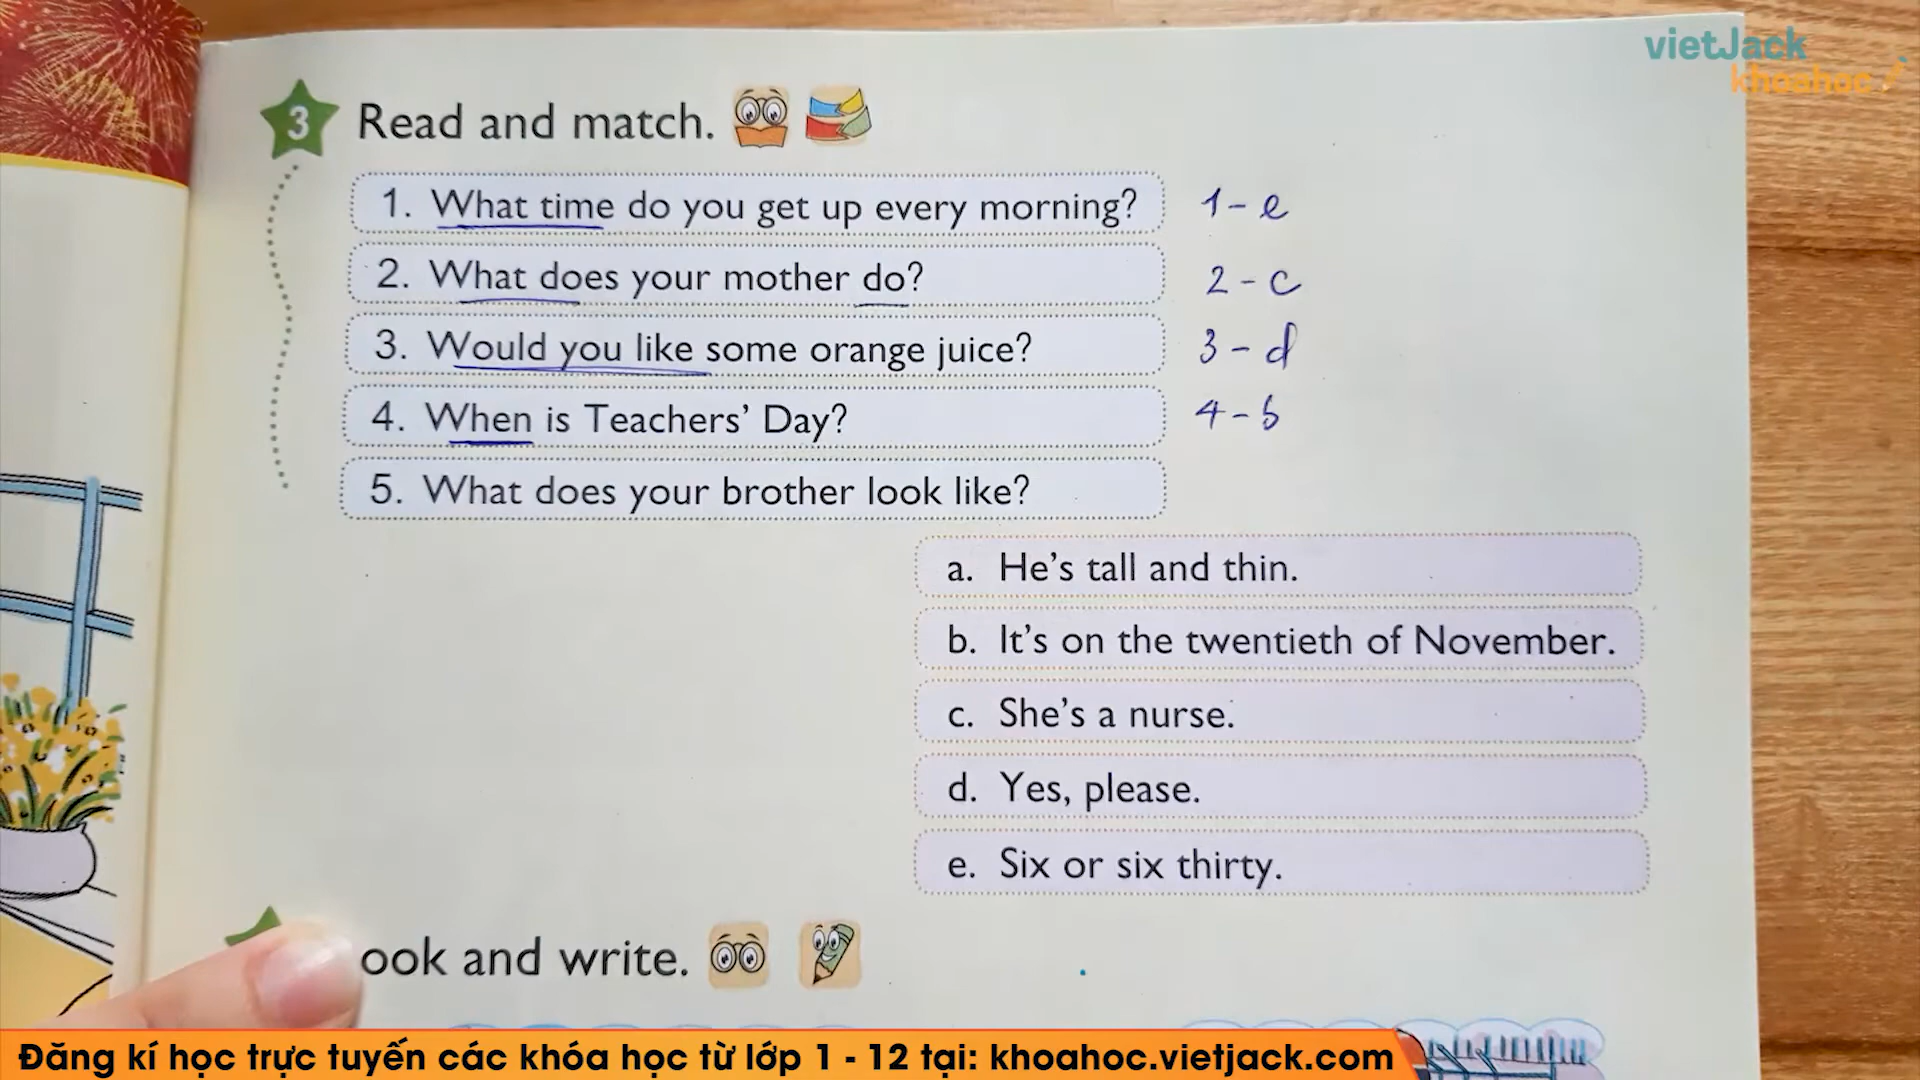 vietJack
khoahoc
3 Read and match.
1. What time do you get up every morning? 1 - e
2. What does your mother do? 2 - c
3. Would you like some orange juice? 3 - d
4. When is Teachers' Day? 4 - b
5. What does your brother look like?
a. He's tall and thin.
b. It's on the twentieth of November.
c. She's a nurse.
d. Yes, please.
e. Six or six thirty.
ook and write.
Đăng kí học trực tuyến các khóa học từ lớp 1 - 12 tại: khoahoc.vietjack.com